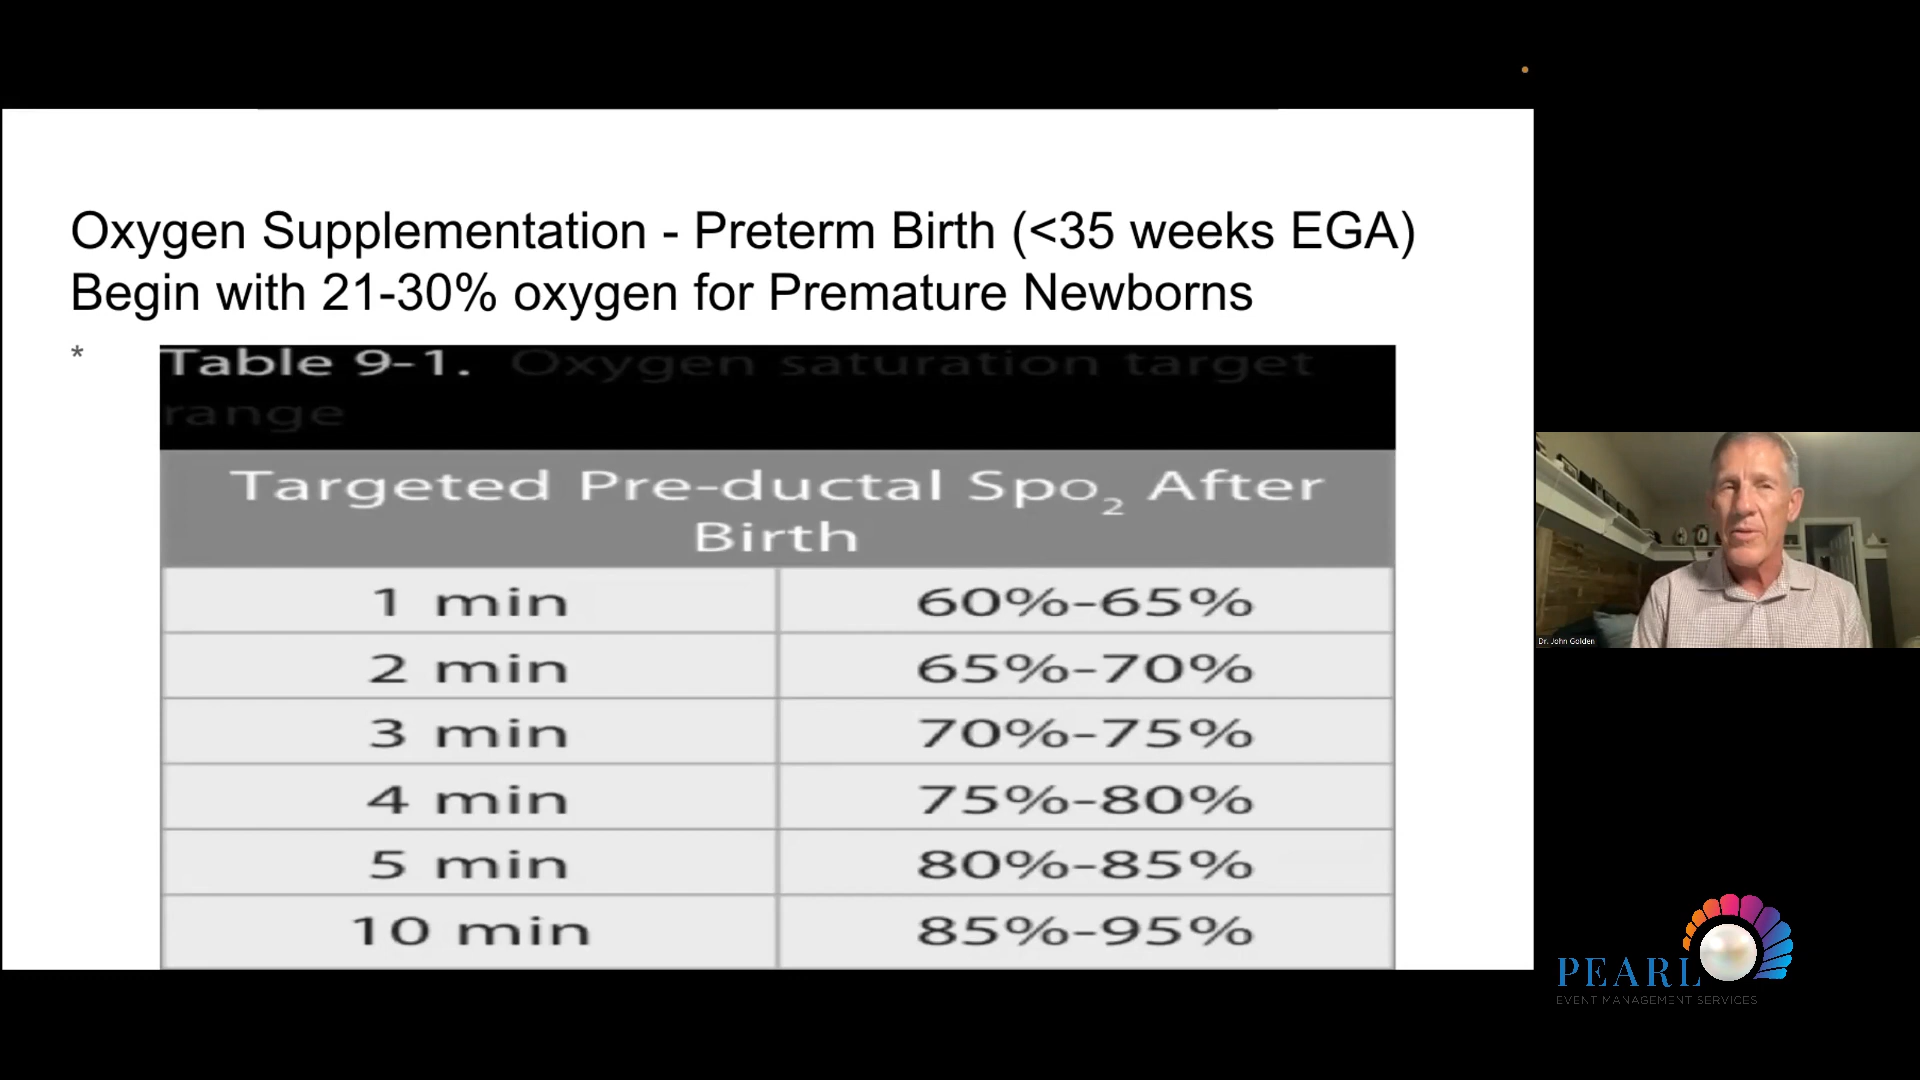 Oxygen Supplementation - Preterm Birth (<35 weeks EGA)
Begin with 21-30% oxygen for Premature Newborns
*
Table 9-1. Oxygen saturation target
range
Targeted Pre-ductal Spo₂ After
Birth
1 min 60%-65%
2 min 65%-70%
3 min 70%-75%
4 min 75%-80%
5 min 80%-85%
10 min 85%-95%
Dr. John Golden
PEARL
EVENT MANAGEMENT SERVICES